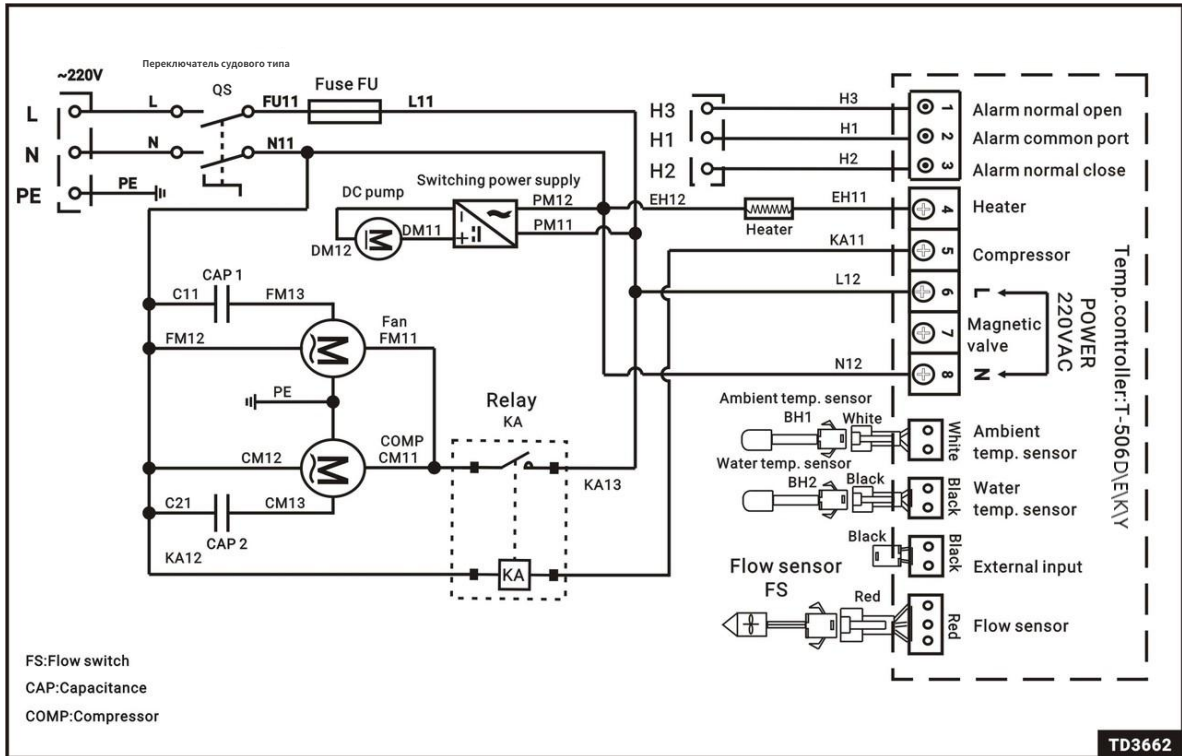 Переключатель судового типа
~220V
QS
Fuse FU
L
L
FU11
L11
N
N
N11
PE
PE
H3
H3
1
Alarm normal open
H1
H1
2
Alarm common port
H2
H2
3
Alarm normal close
Switching power supply
DC pump
PM12
EH12
EH11
4
Heater
Heater
DM11
PM11
DM12
M
KA11
5
Compressor
CAP 1
C11
FM13
L12
6
L
Fan
FM12
M
FM11
7
Magnetic
valve
POWER
220VAC
N12
8
N
Temp.controller:T-506D\E\K\Y
PE
Relay
KA
Ambient temp. sensor
BH1
White
White
Ambient
temp. sensor
COMP
CM12
M
CM11
KA13
Water temp. sensor
BH2
Black
Black
Water
temp. sensor
C21
CM13
CAP 2
KA12
KA
Black
Black
External input
Flow sensor
FS
Red
Red
Flow sensor
FS:Flow switch
CAP:Capacitance
COMP:Compressor
TD3662